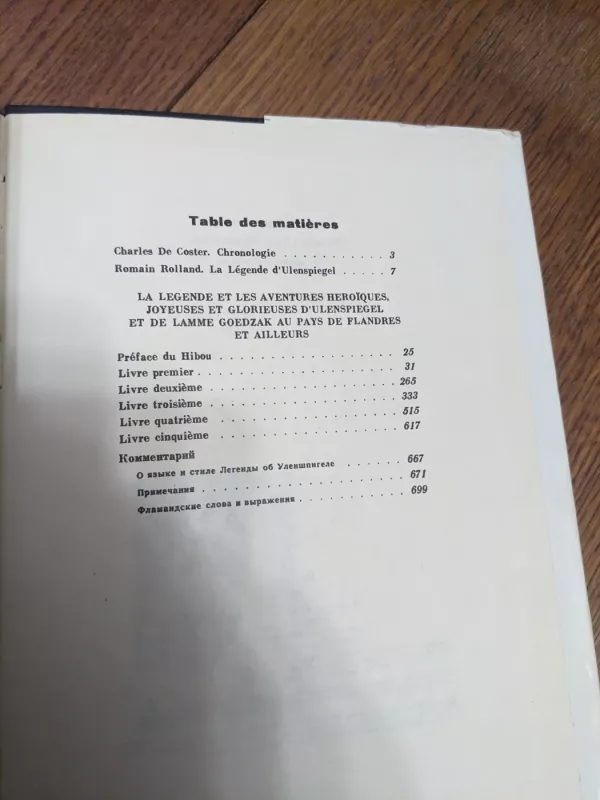 Table des matières
Charles De Coster. Chronologie . . . . . . . . . . . 3
Romain Rolland. La Légende d'Ulenspiegel . . . . . 7
LA LEGENDE ET LES AVENTURES HEROÏQUES,
JOYEUSES ET GLORIEUSES D'ULENSPIEGEL
ET DE LAMME GOEDZAK AU PAYS DE FLANDRES
ET AILLEURS
Préface du Hibou . . . . . . . . . . . . . . . . . . 25
Livre premier . . . . . . . . . . . . . . . . . . . . 31
Livre deuxième . . . . . . . . . . . . . . . . . . . 265
Livre troisième . . . . . . . . . . . . . . . . . . . 333
Livre quatrième . . . . . . . . . . . . . . . . . . . 515
Livre cinquième . . . . . . . . . . . . . . . . . . . 617
Комментарий
О языке и стиле Легенды об Уленшпигеле . . . . . . 667
Примечания . . . . . . . . . . . . . . . . . . . . 671
Фламандские слова и выражения . . . . . . . . . . . 699